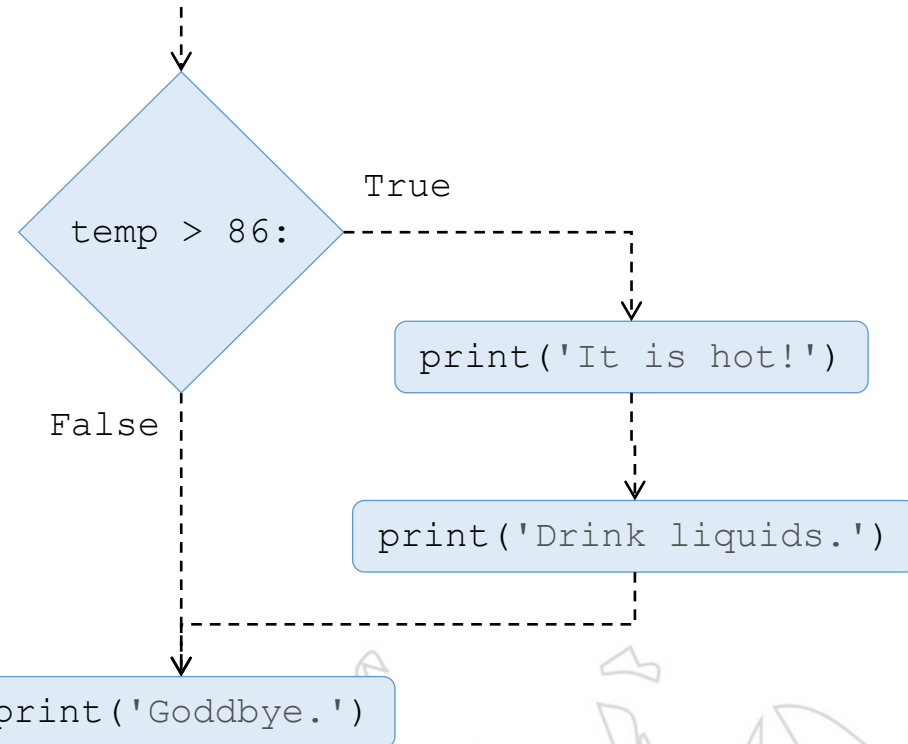 True
temp > 86:
print('It is hot!')
False
print('Drink liquids.')
print('Goddbye.')